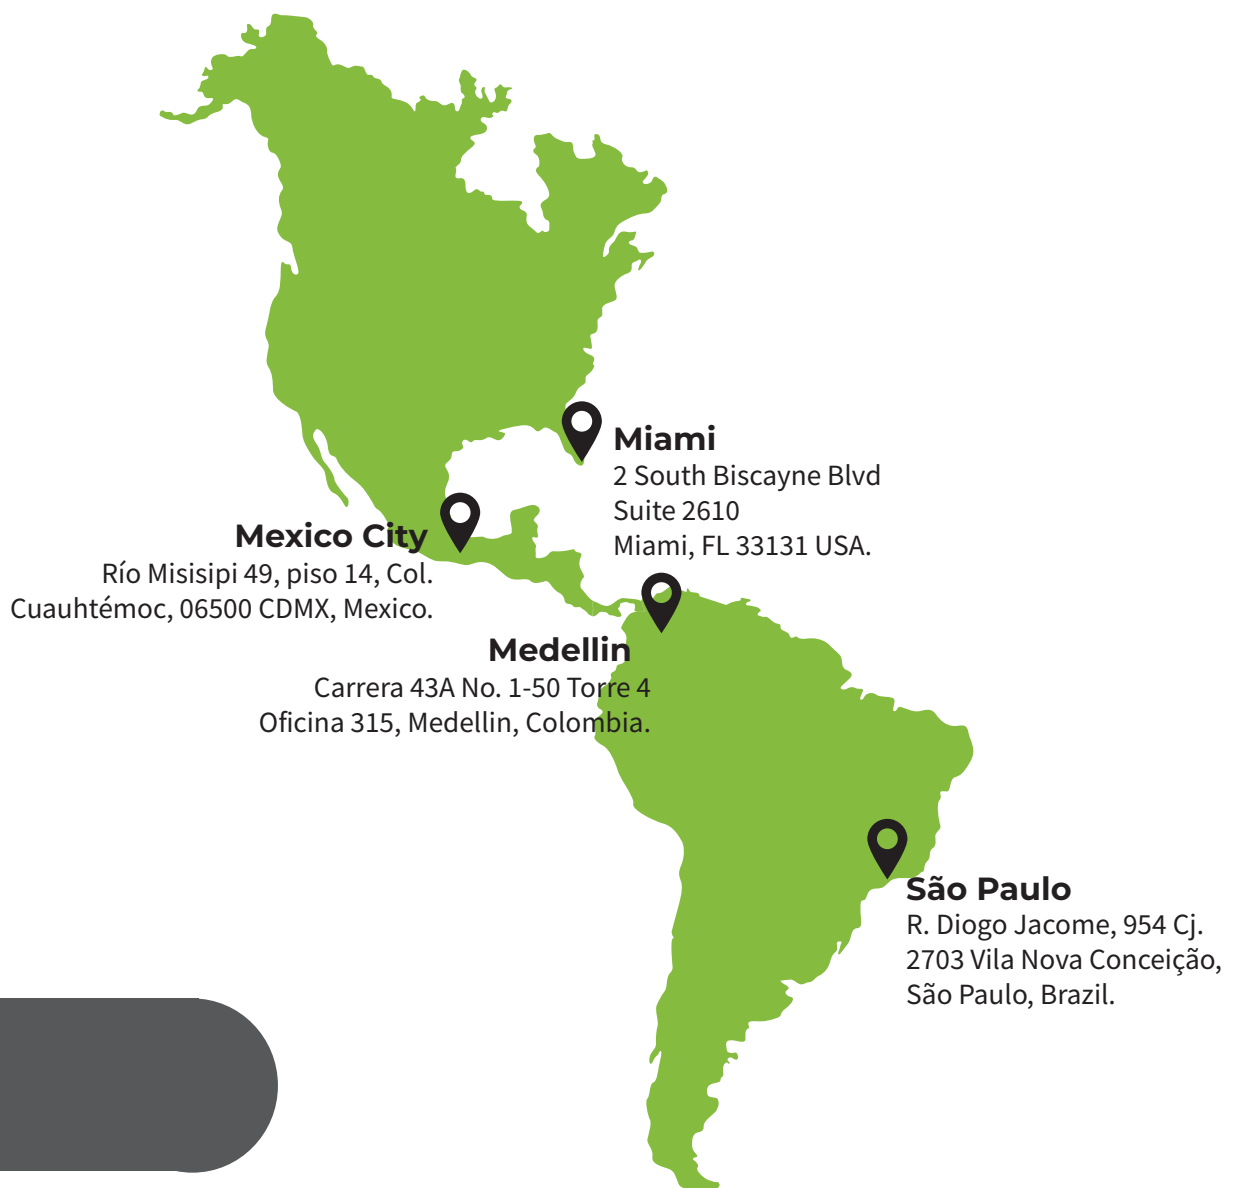 Miami
2 South Biscayne Blvd
Suite 2610
Miami, FL 33131 USA.
Mexico City
Río Misisipi 49, piso 14, Col.
Cuauhtémoc, 06500 CDMX, Mexico.
Medellin
Carrera 43A No. 1-50 Torre 4
Oficina 315, Medellin, Colombia.
São Paulo
R. Diogo Jacome, 954 Cj.
2703 Vila Nova Conceição,
São Paulo, Brazil.